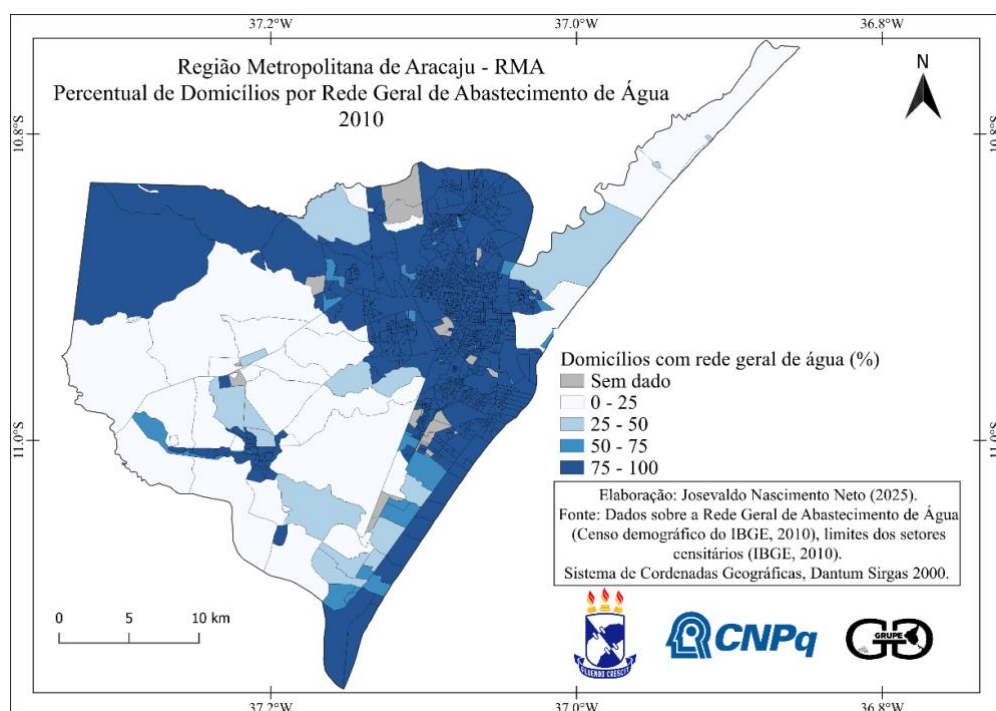 37.2°W
37.0°W
36.8°W
Região Metropolitana de Aracaju - RMA
Percentual de Domicílios por Rede Geral de Abastecimento de Água
2010
N
10.8°S
10.8°S
11.0°S
11.0°S
Domicílios com rede geral de água (%)
Sem dado
0 - 25
25 - 50
50 - 75
75 - 100
Elaboração: Josevaldo Nascimento Neto (2025).
Fonte: Dados sobre a Rede Geral de Abastecimento de Água
(Censo demográfico do IBGE, 2010), limites dos setores
censitários (IBGE, 2010).
Sistema de Cordenadas Geográficas, Dantum Sirgas 2000.
0 5 10 km
CNPq
GRUPE
37.2°W
37.0°W
36.8°W